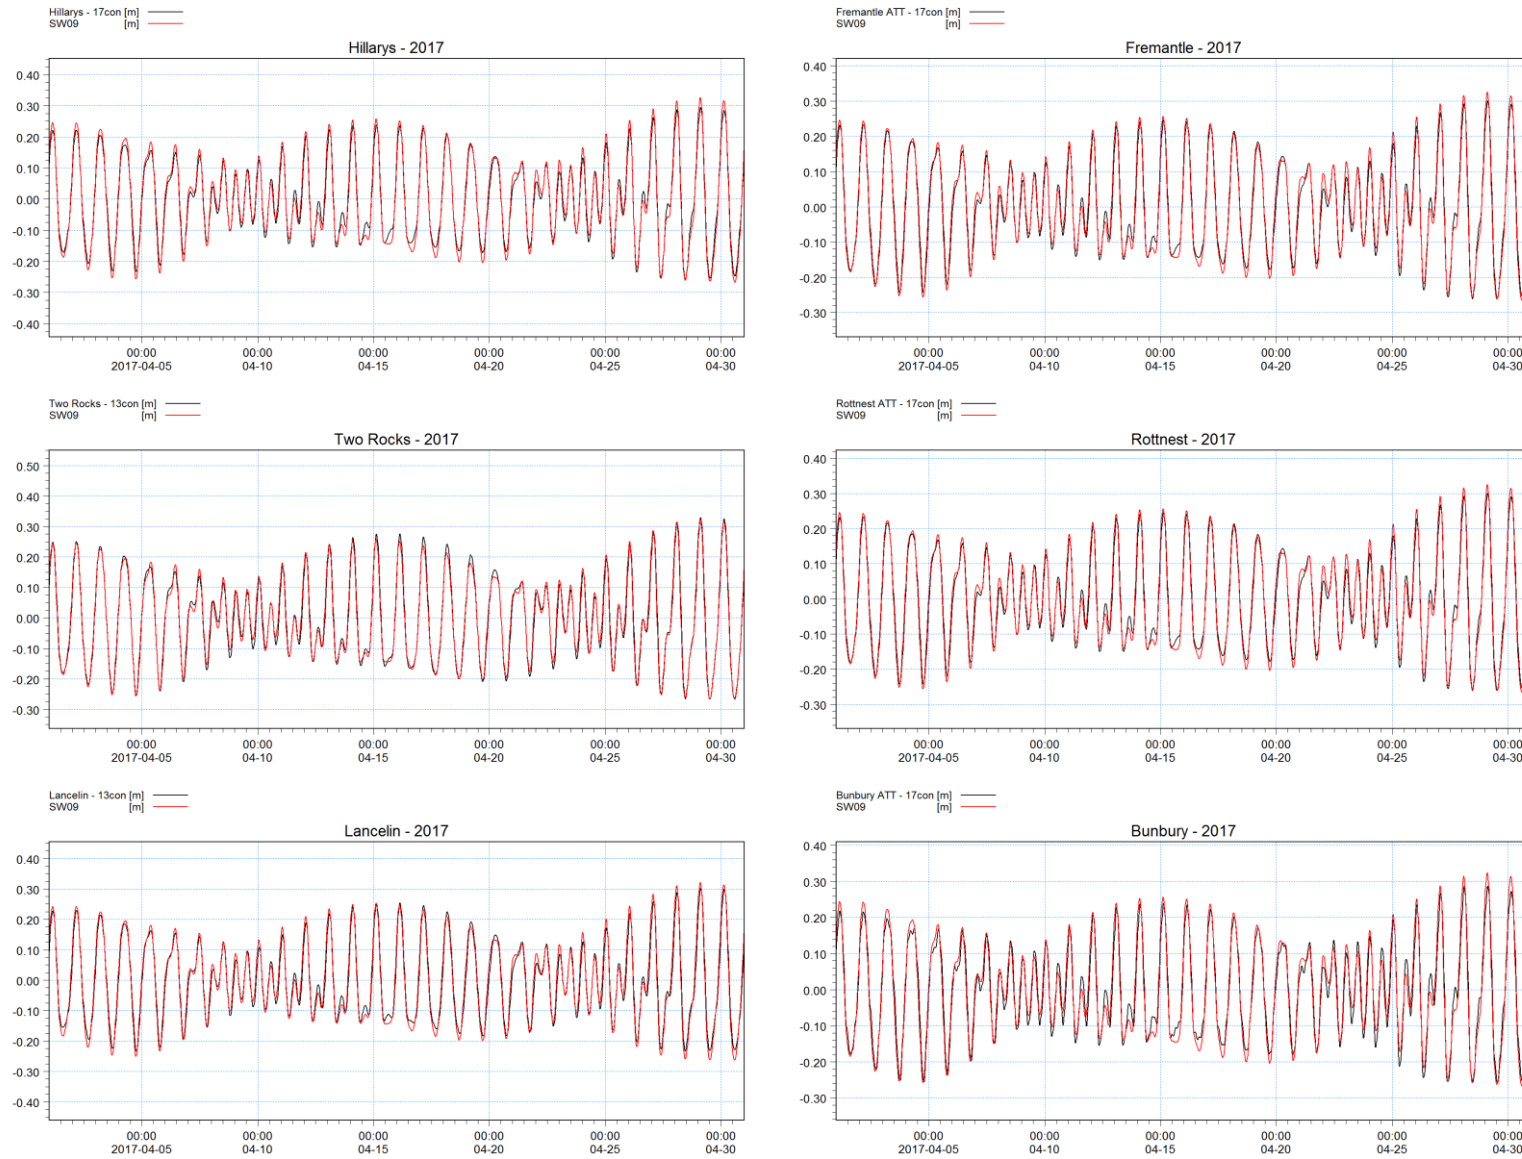 Hillarys - 17con [m]
SW09 [m]
Hillarys - 2017
0.40
0.30
0.20
0.10
0.00
-0.10
-0.20
-0.30
-0.40
00:00 00:00 00:00 00:00 00:00 00:00
2017-04-05 04-10 04-15 04-20 04-25 04-30
Fremantle ATT - 17con [m]
SW09 [m]
Fremantle - 2017
0.40
0.30
0.20
0.10
0.00
-0.10
-0.20
-0.30
00:00 00:00 00:00 00:00 00:00 00:00
2017-04-05 04-10 04-15 04-20 04-25 04-30
Two Rocks - 13con [m]
SW09 [m]
Two Rocks - 2017
0.50
0.40
0.30
0.20
0.10
0.00
-0.10
-0.20
-0.30
00:00 00:00 00:00 00:00 00:00 00:00
2017-04-05 04-10 04-15 04-20 04-25 04-30
Rottnest ATT - 17con [m]
SW09 [m]
Rottnest - 2017
0.40
0.30
0.20
0.10
0.00
-0.10
-0.20
-0.30
00:00 00:00 00:00 00:00 00:00 00:00
2017-04-05 04-10 04-15 04-20 04-25 04-30
Lancelin - 13con [m]
SW09 [m]
Lancelin - 2017
0.40
0.30
0.20
0.10
0.00
-0.10
-0.20
-0.30
-0.40
00:00 00:00 00:00 00:00 00:00 00:00
2017-04-05 04-10 04-15 04-20 04-25 04-30
Bunbury ATT - 17con [m]
SW09 [m]
Bunbury - 2017
0.40
0.30
0.20
0.10
0.00
-0.10
-0.20
-0.30
00:00 00:00 00:00 00:00 00:00 00:00
2017-04-05 04-10 04-15 04-20 04-25 04-30